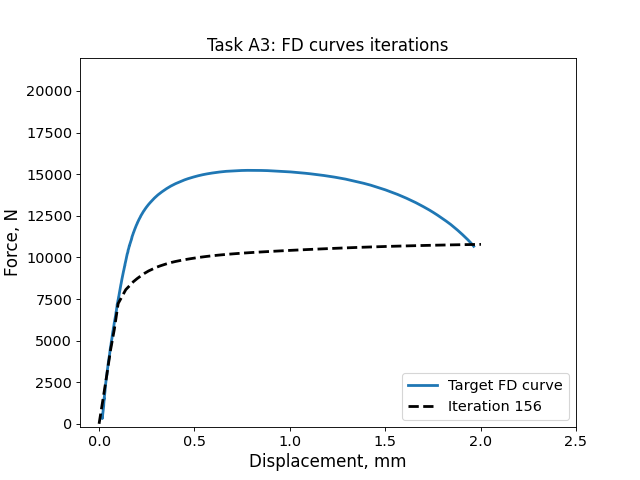 Task A3: FD curves iterations
Force, N
20000
17500
15000
12500
10000
7500
5000
2500
0
0.0 0.5 1.0 1.5 2.0 2.5
Displacement, mm
Target FD curve
Iteration 156